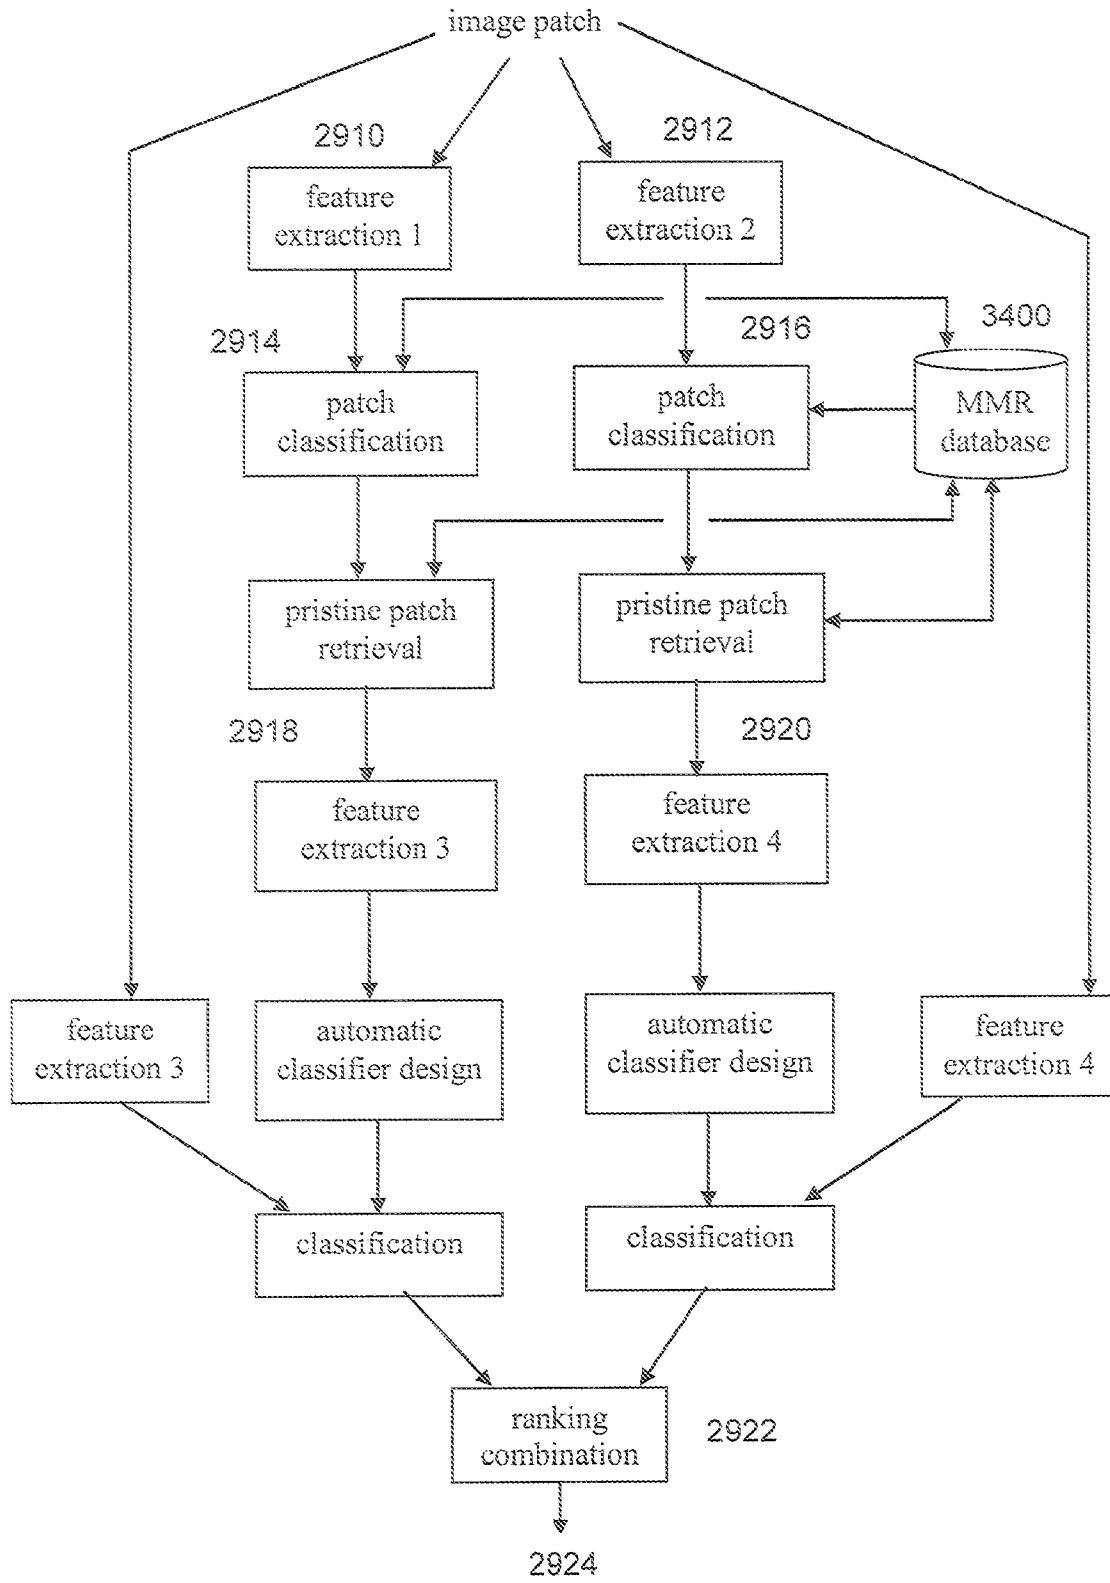 image patch
2910
2912
feature
extraction 1
feature
extraction 2
2914
2916
3400
patch
classification
patch
classification
MMR
database
pristine patch
retrieval
pristine patch
retrieval
2918
2920
feature
extraction 3
feature
extraction 4
feature
extraction 3
automatic
classifier design
automatic
classifier design
feature
extraction 4
classification
classification
ranking
combination
2922
2924